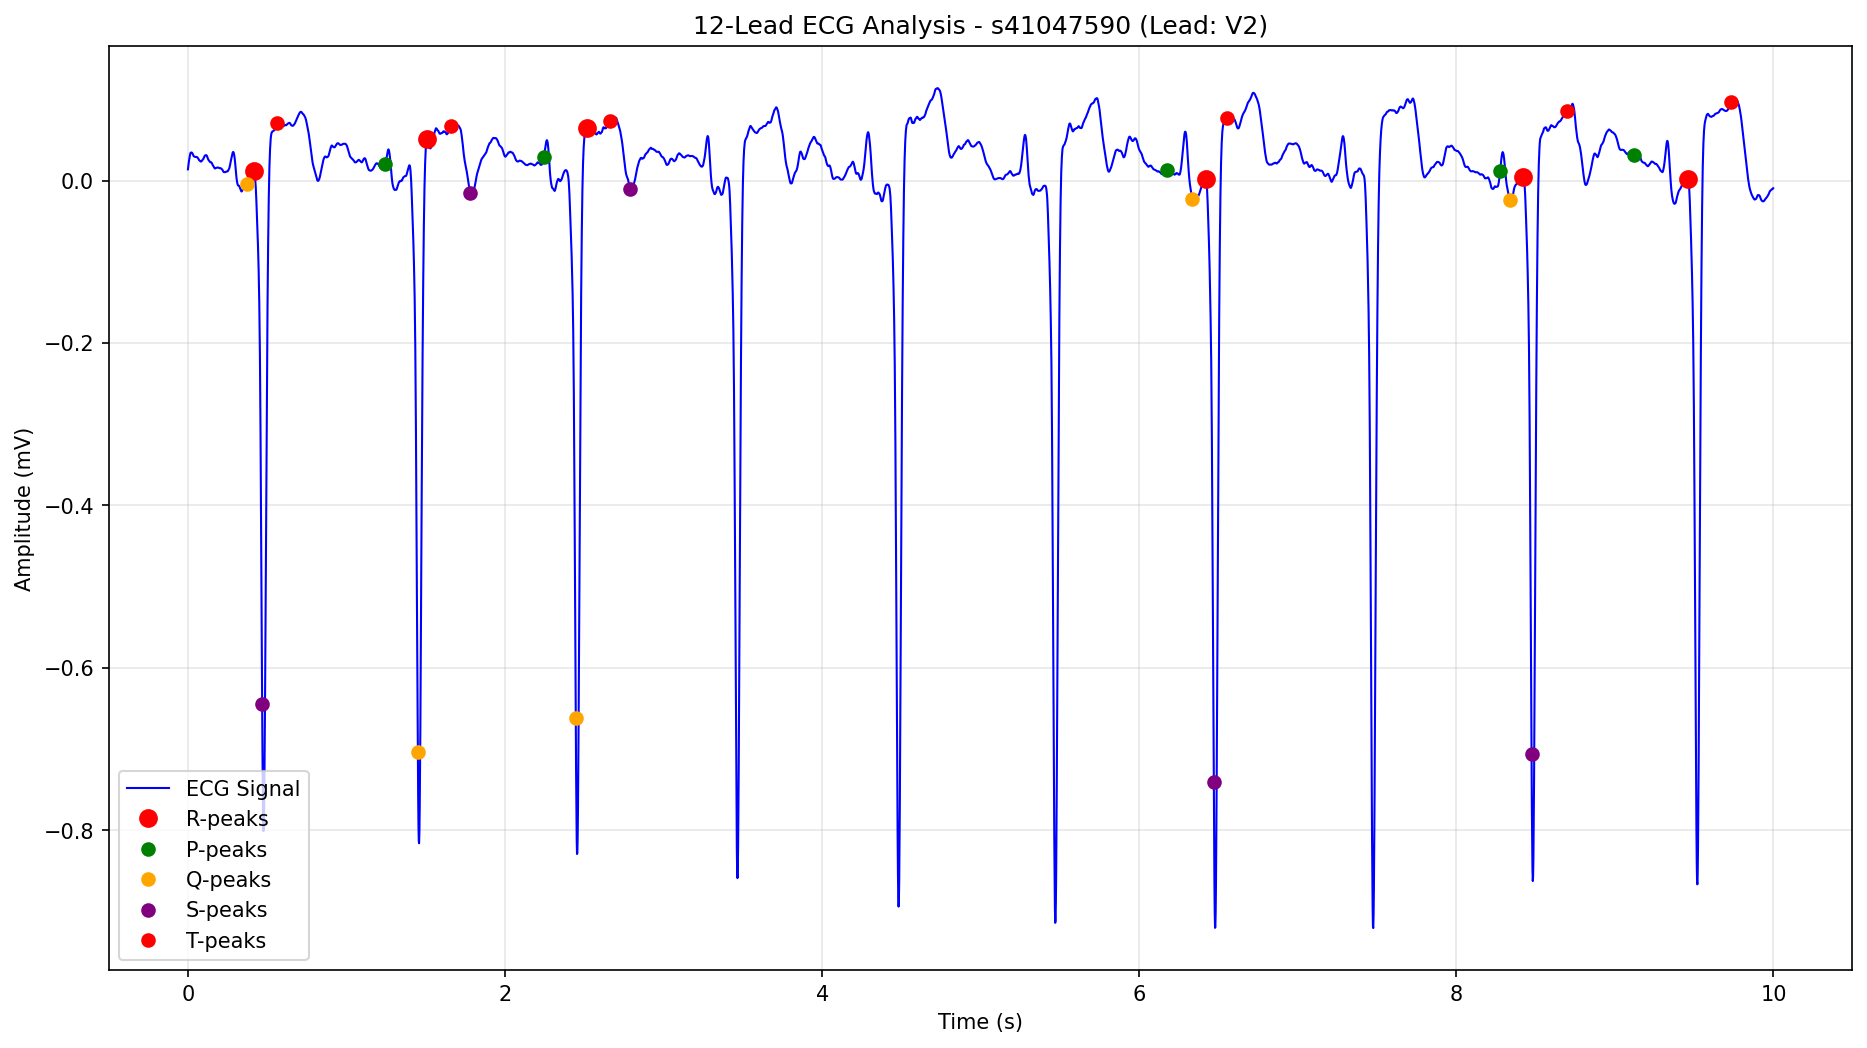 12-Lead ECG Analysis - s41047590 (Lead: V2)
Amplitude (mV)
0.0
−0.2
−0.4
−0.6
−0.8
ECG Signal
R-peaks
P-peaks
Q-peaks
S-peaks
T-peaks
0 2 4 6 8 10
Time (s)